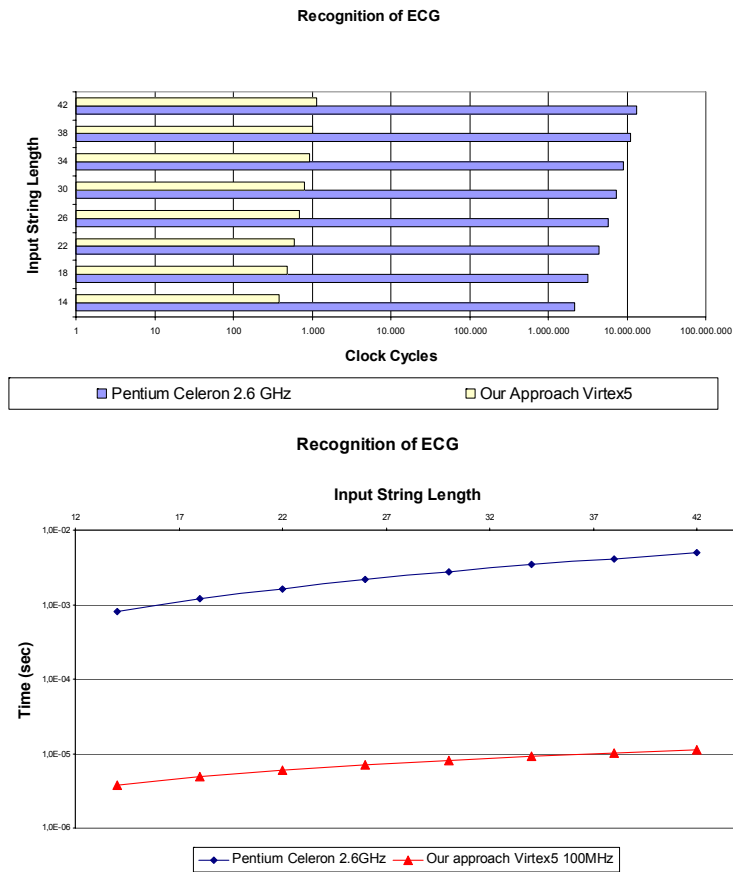 Recognition of ECG
Input String Length
42
38
34
30
26
22
18
14
1 10 100 1.000 10.000 100.000 1.000.000 10.000.000 100.000.000
Clock Cycles
Pentium Celeron 2.6 GHz Our Approach Virtex5
Recognition of ECG
Input String Length
12 17 22 27 32 37 42
Time (sec)
1,0E-02
1,0E-03
1,0E-04
1,0E-05
1,0E-06
Pentium Celeron 2.6GHz Our approach Virtex5 100MHz